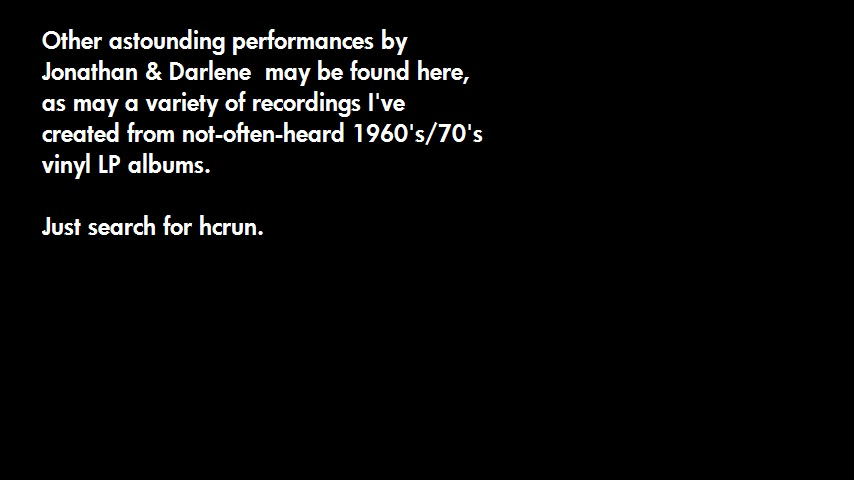 Other astounding performances by
Jonathan & Darlene  may be found here,
as may a variety of recordings I've
created from not-often-heard 1960's/70's
vinyl LP albums.
Just search for hcrun.